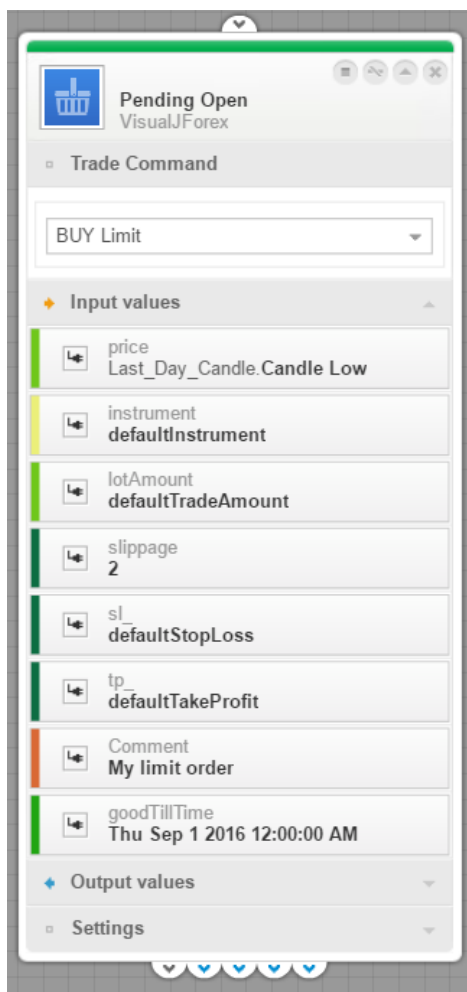 Pending Open
VisualJForex
Trade Command
BUY Limit
Input values
price
Last_Day_Candle.Candle Low
instrument
defaultInstrument
lotAmount
defaultTradeAmount
slippage
2
sl_
defaultStopLoss
tp_
defaultTakeProfit
Comment
My limit order
goodTillTime
Thu Sep 1 2016 12:00:00 AM
Output values
Settings